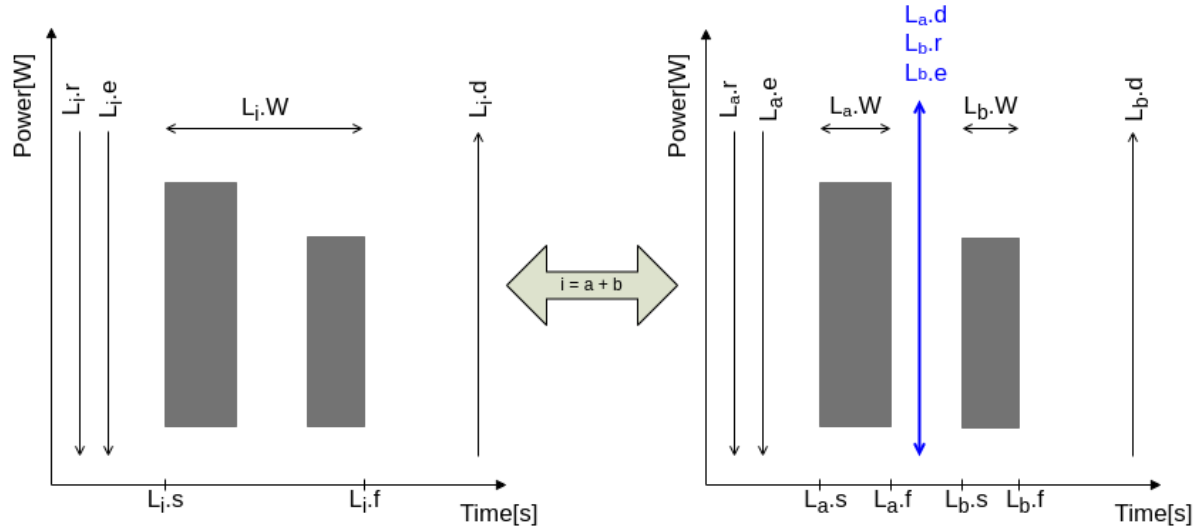 Power[W]
Li.r
Li.e
Li.W
Li.d
Li.s
Li.f
Time[s]
i = a + b
La.d
Lb.r
Lb.e
Power[W]
La.r
La.e
La.W
Lb.W
Lb.d
La.s
La.f
Lb.s
Lb.f
Time[s]